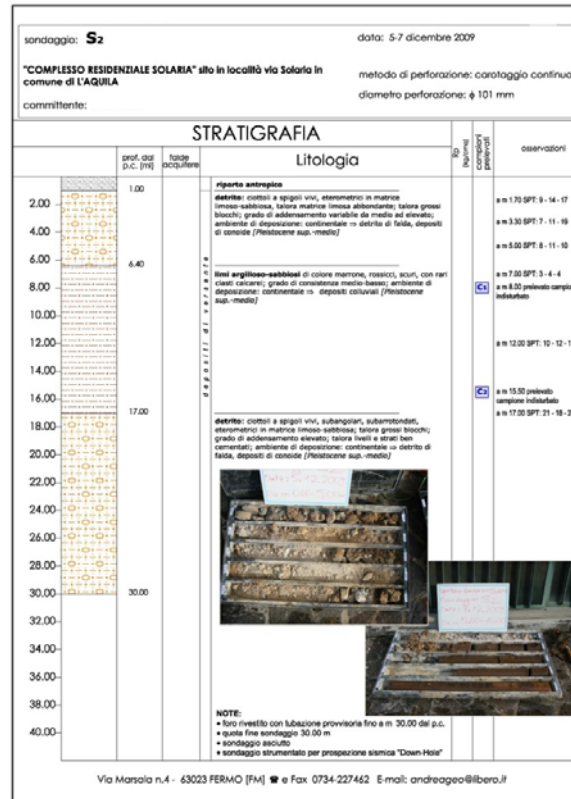 sondaggio: S2
data: 5-7 dicembre 2009
"COMPLESSO RESIDENZIALE SOLARIA" sito in località via Solaria in
comune di L'AQUILA
metodo di perforazione: carotaggio continuo
diametro perforazione: ϕ 101 mm
committente:
STRATIGRAFIA
prof. dal
p.c. [m]
falde
acquifere
Litologia
Rp
[kg/cmq]
campioni
prelevati
osservazioni
riporto antropico
1.00
detrito: ciottoli a spigoli vivi, eterometrici in matrice
limoso-sabbiosa, talora matrice limosa abbondante; talora grossi
blocchi; grado di addensamento variabile da medio ad elevato;
ambiente di deposizione: continentale ⇒ detrito di falda, depositi
di conoide [Pleistocene sup.-medio]
a m 1.70 SPT: 9 - 14 - 17
a m 3.30 SPT: 7 - 11 - 19
a m 5.00 SPT: 8 - 11 - 10
6.40
depositi di versante
limi argilloso-sabbiosi di colore marrone, rossicci, scuri, con rari
clasti calcarei; grado di consistenza medio-basso; ambiente di
deposizione: continentale ⇒ depositi colluviali [Pleistocene
sup.-medio]
a m 7.00 SPT: 3 - 4 - 4
C1
a m 8.00 prelevato campio
indisturbato
a m 12.00 SPT: 10 - 12 - 1
C2
a m 15.50 prelevato
campione indisturbato
17.00
a m 17.00 SPT: 21 - 18 - 2
detrito: ciottoli a spigoli vivi, subangolari, subarrotondati,
eterometrici in matrice limoso-sabbiosa; talora grossi blocchi;
grado di addensamento elevato; talora livelli e strati ben
cementati; ambiente di deposizione: continentale ⇒ detrito di
falda, depositi di conoide [Pleistocene sup.-medio]
30.00
2.00
4.00
6.00
8.00
10.00
12.00
14.00
16.00
18.00
20.00
22.00
24.00
26.00
28.00
30.00
32.00
34.00
36.00
38.00
40.00
NOTE:
• foro rivestito con tubazione provvisoria fino a m 30.00 dal p.c.
• quota fine sondaggio 30.00 m
• sondaggio asciutto
• sondaggio strumentato per prospezione sismica "Down-Hole"
Via Marsala n.4 - 63023 FERMO [FM] ☎ e Fax 0734-227462 E-mail: andreageo@libero.it